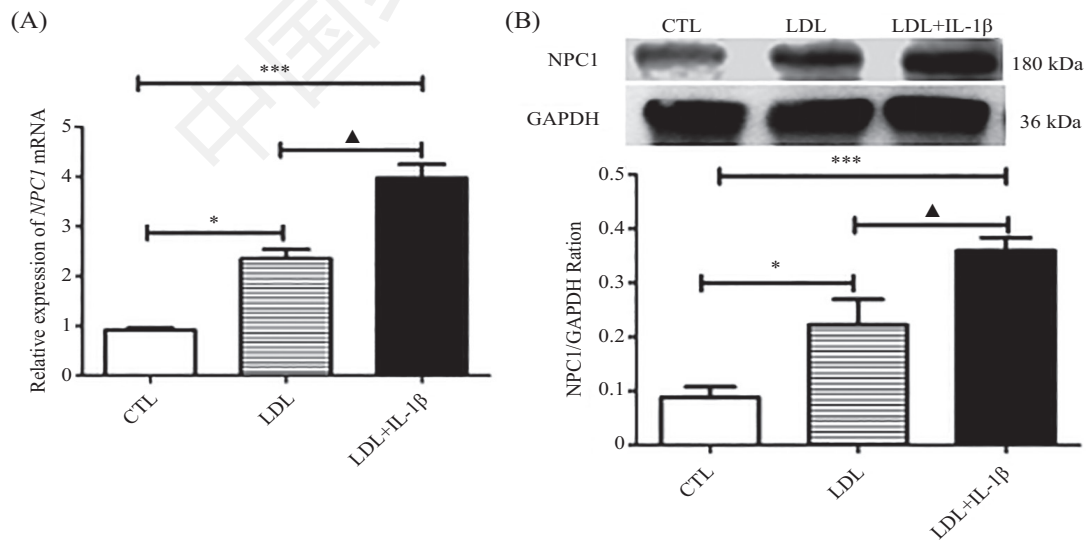 (A)
中国
***
▲
*
Relative expression of NPC1 mRNA
5
4
3
2
1
0
CTL
LDL
LDL+IL-1β
(B)
CTL LDL LDL+IL-1β
NPC1 180 kDa
GAPDH 36 kDa
***
▲
*
NPC1/GAPDH Ration
0.5
0.4
0.3
0.2
0.1
0
CTL
LDL
LDL+IL-1β